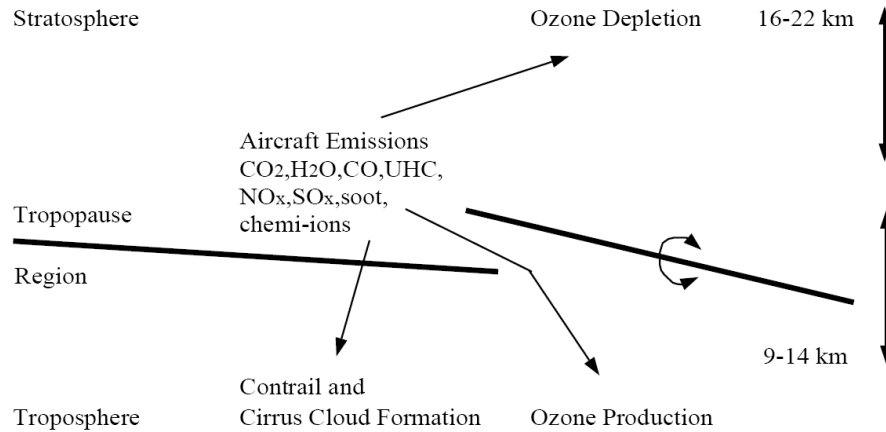 Stratosphere
Ozone Depletion
16-22 km
Aircraft Emissions
CO2,H2O,CO,UHC,
NOx,SOx,soot,
chemi-ions
Tropopause
Region
9-14 km
Contrail and
Cirrus Cloud Formation
Troposphere
Ozone Production